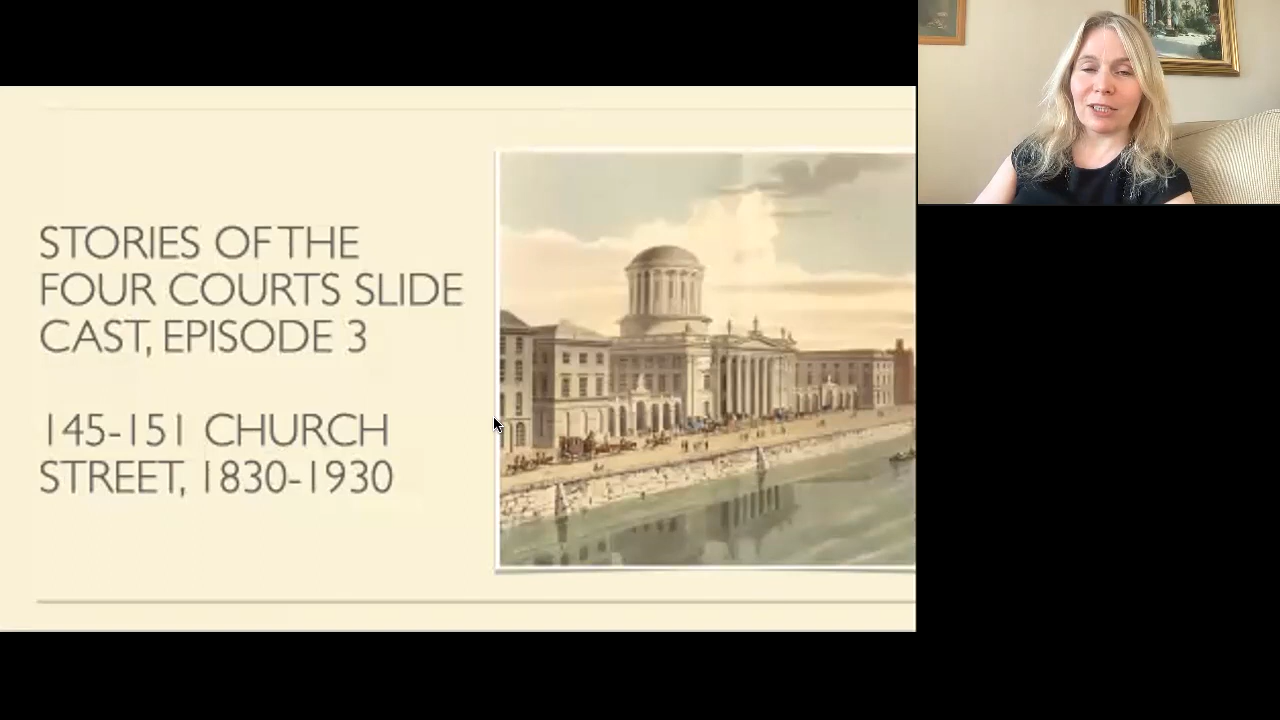 STORIES OF THE
FOUR COURTS SLIDE
CAST, EPISODE 3
145-151 CHURCH
STREET, 1830-1930